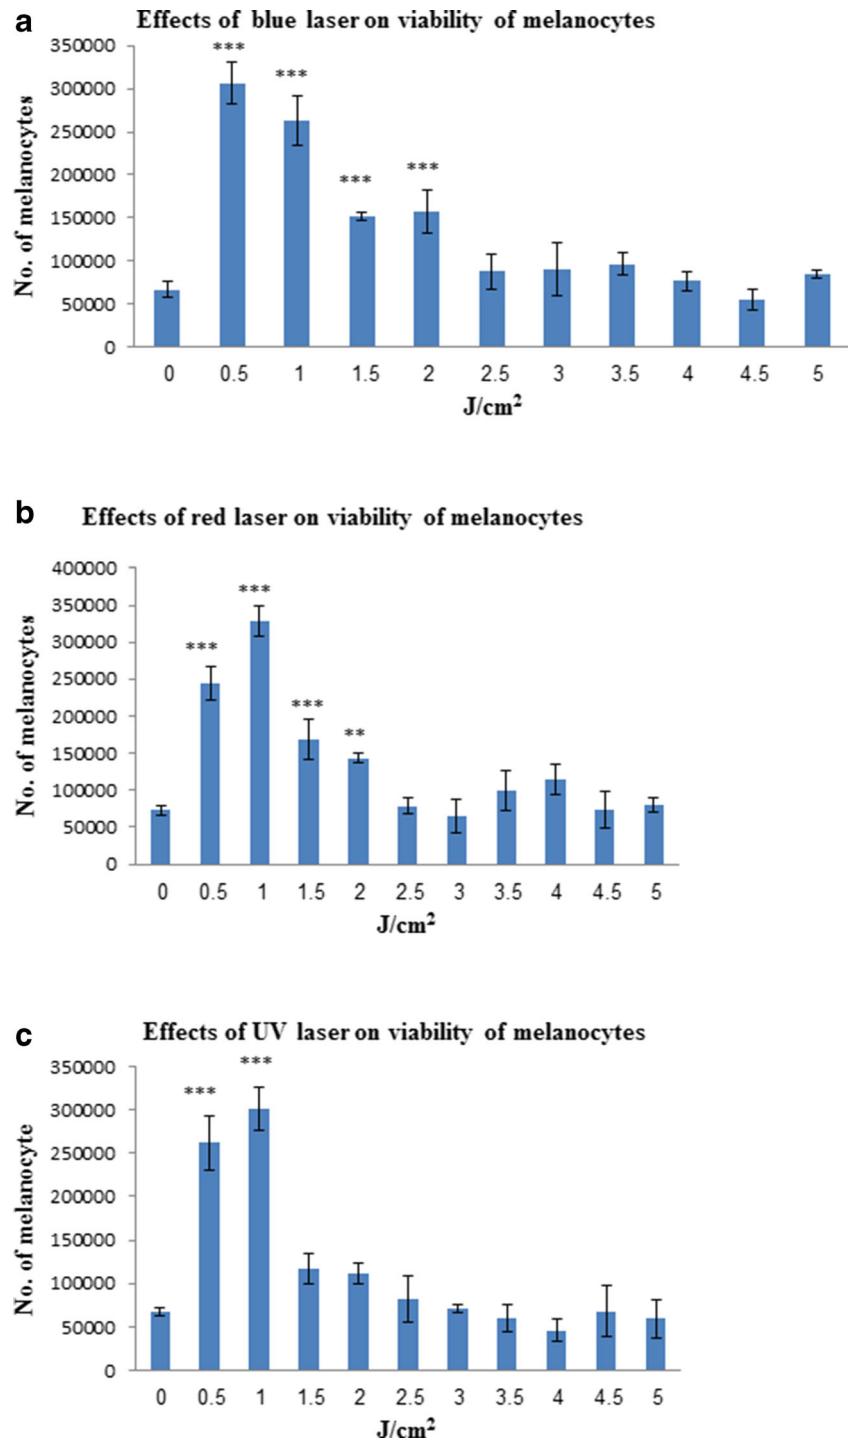 a
Effects of blue laser on viability of melanocytes
350000
300000
250000
200000
150000
100000
50000
0
No. of melanocytes
***
***
***
***
0 0.5 1 1.5 2 2.5 3 3.5 4 4.5 5
J/cm²
b
Effects of red laser on viability of melanocytes
400000
350000
300000
250000
200000
150000
100000
50000
0
No. of melanocytes
***
***
***
**
0 0.5 1 1.5 2 2.5 3 3.5 4 4.5 5
J/cm²
c
Effects of UV laser on viability of melanocytes
350000
300000
250000
200000
150000
100000
50000
0
No. of melanocyte
***
***
0 0.5 1 1.5 2 2.5 3 3.5 4 4.5 5
J/cm²